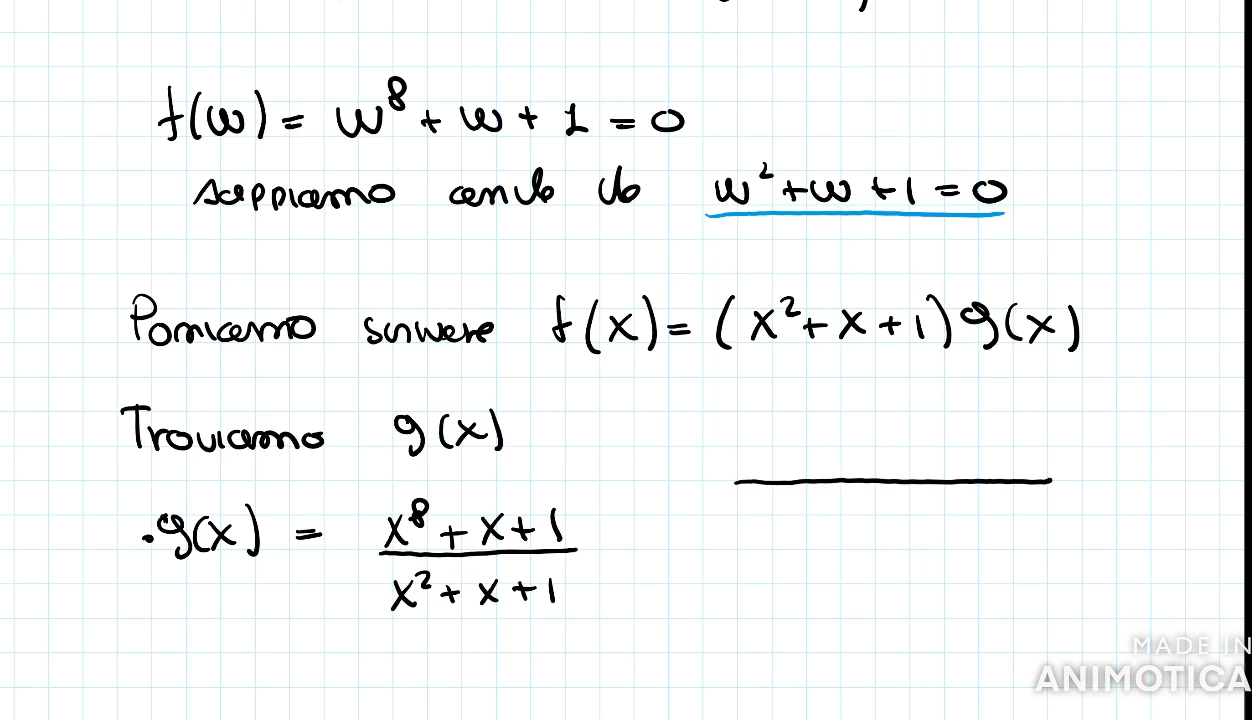 f(w) = w⁸ + w + 1 = 0
sappiamo anche che w² + w + 1 = 0
Possiamo scrivere f(x) = (x² + x + 1) g(x)
Troviamo g(x)
. g(x) = x⁸ + x + 1
x² + x + 1
MADE IN
ANIMOTICA